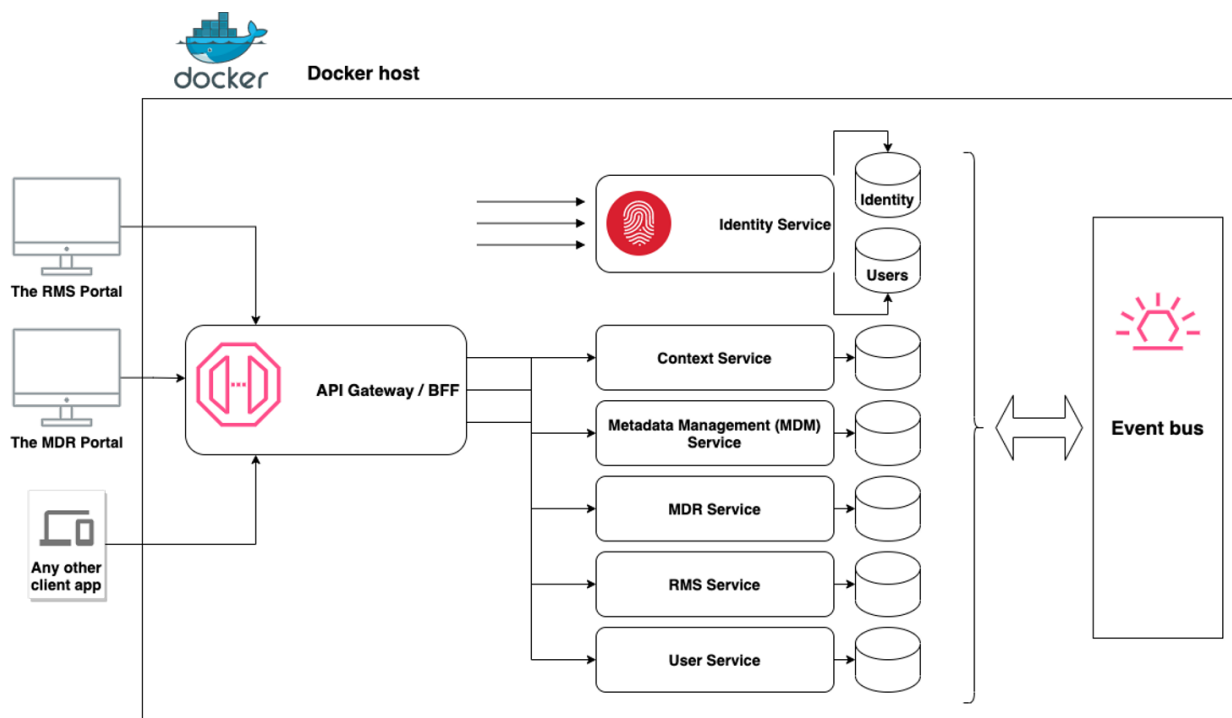 docker
Docker host
The RMS Portal
The MDR Portal
Any other
client app
API Gateway / BFF
Identity Service
Identity
Users
Context Service
Metadata Management (MDM)
Service
MDR Service
RMS Service
User Service
Event bus